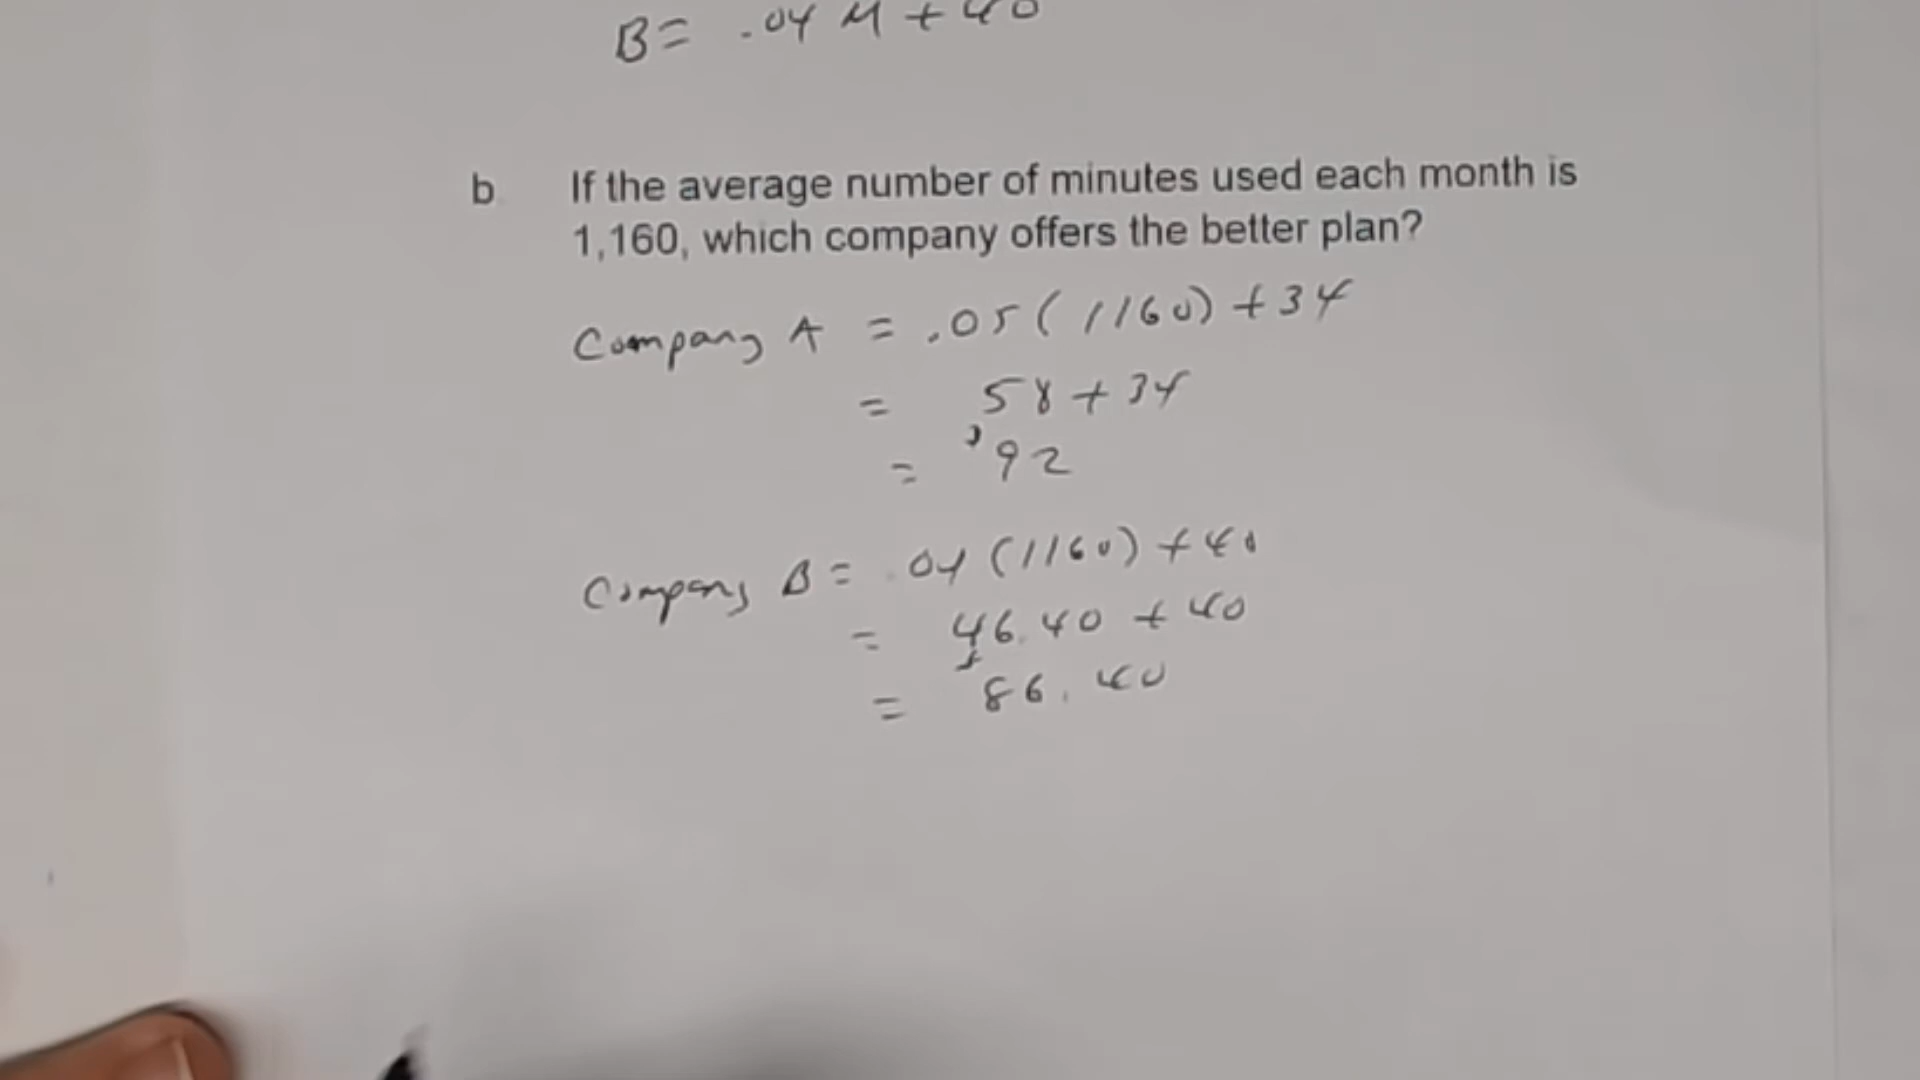 B= .04 M + 40
b If the average number of minutes used each month is
1,160, which company offers the better plan?
Company A = .05 ( 1160) + 34
= 58 + 34
= 92
Company B = .04 (1160) + 40
= 46.40 + 40
= 86.40